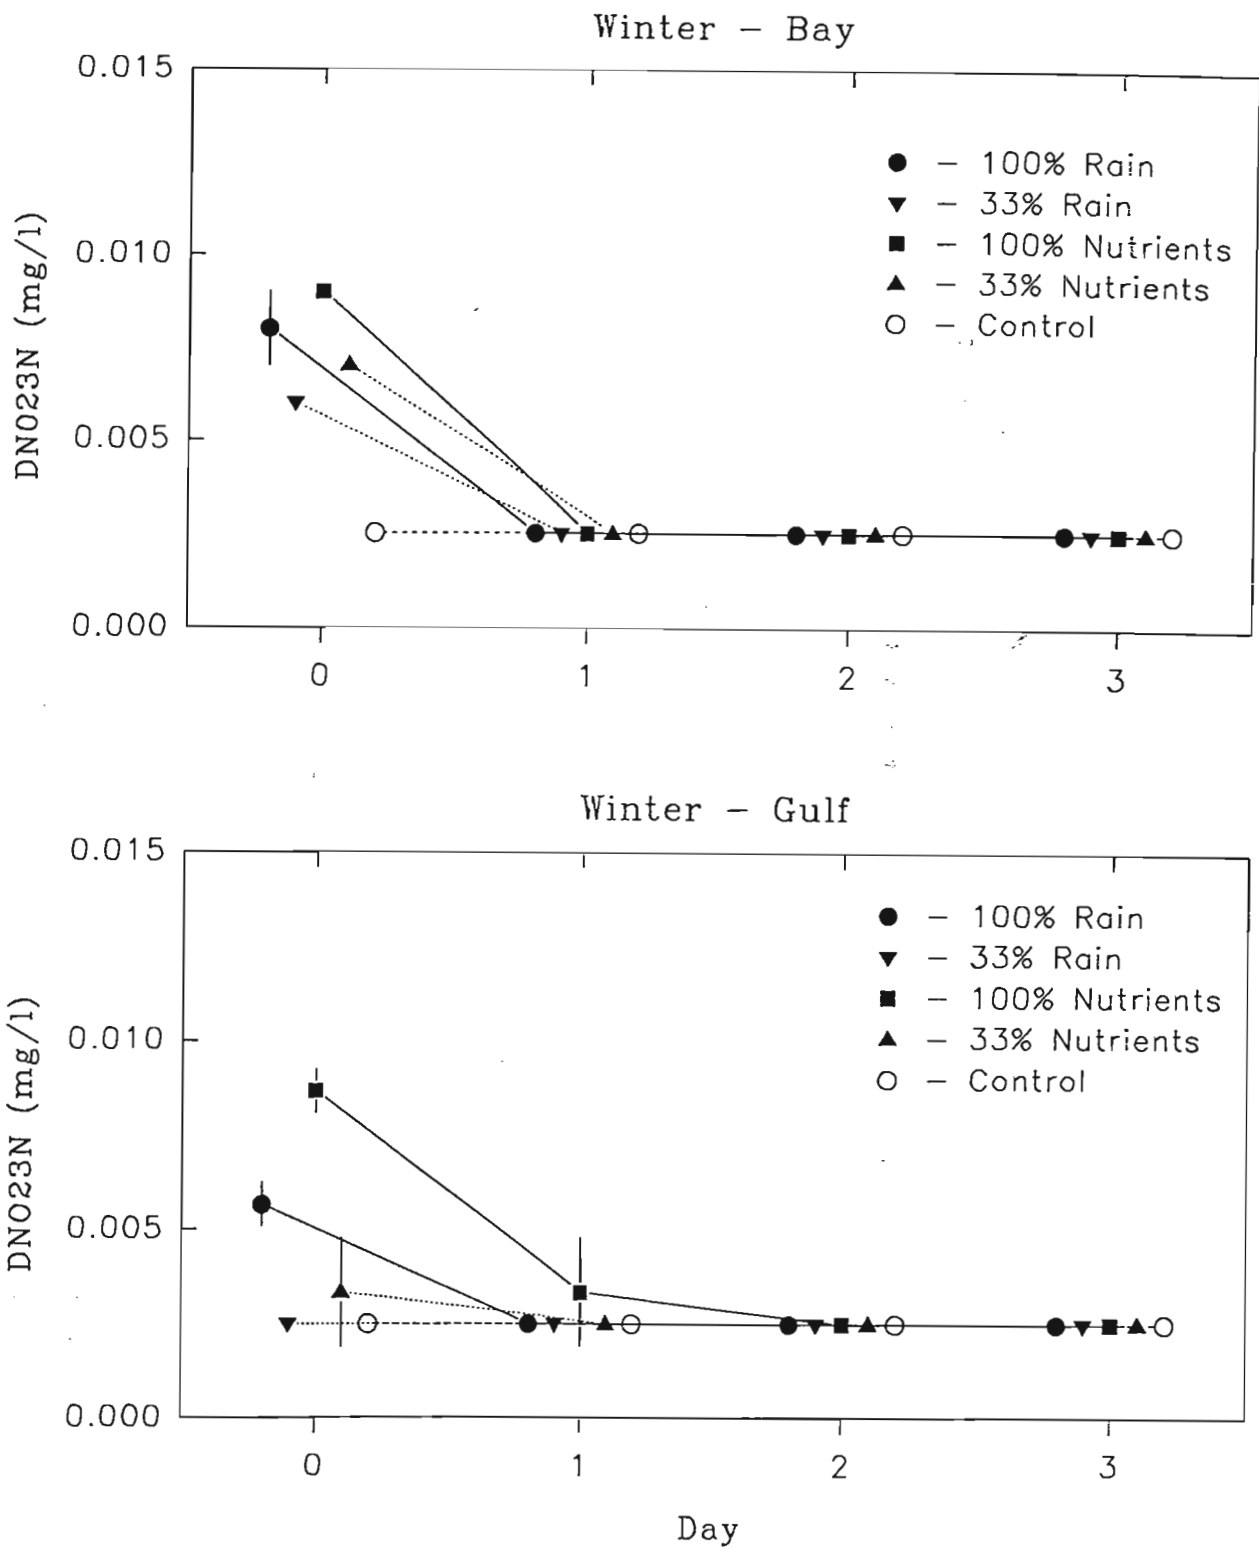 Winter – Bay
0.015
0.010
0.005
0.000
DNO23N (mg/l)
– 100% Rain
– 33% Rain
– 100% Nutrients
– 33% Nutrients
– Control
0 1 2 3
Winter – Gulf
0.015
0.010
0.005
0.000
DNO23N (mg/l)
– 100% Rain
– 33% Rain
– 100% Nutrients
– 33% Nutrients
– Control
0 1 2 3
Day